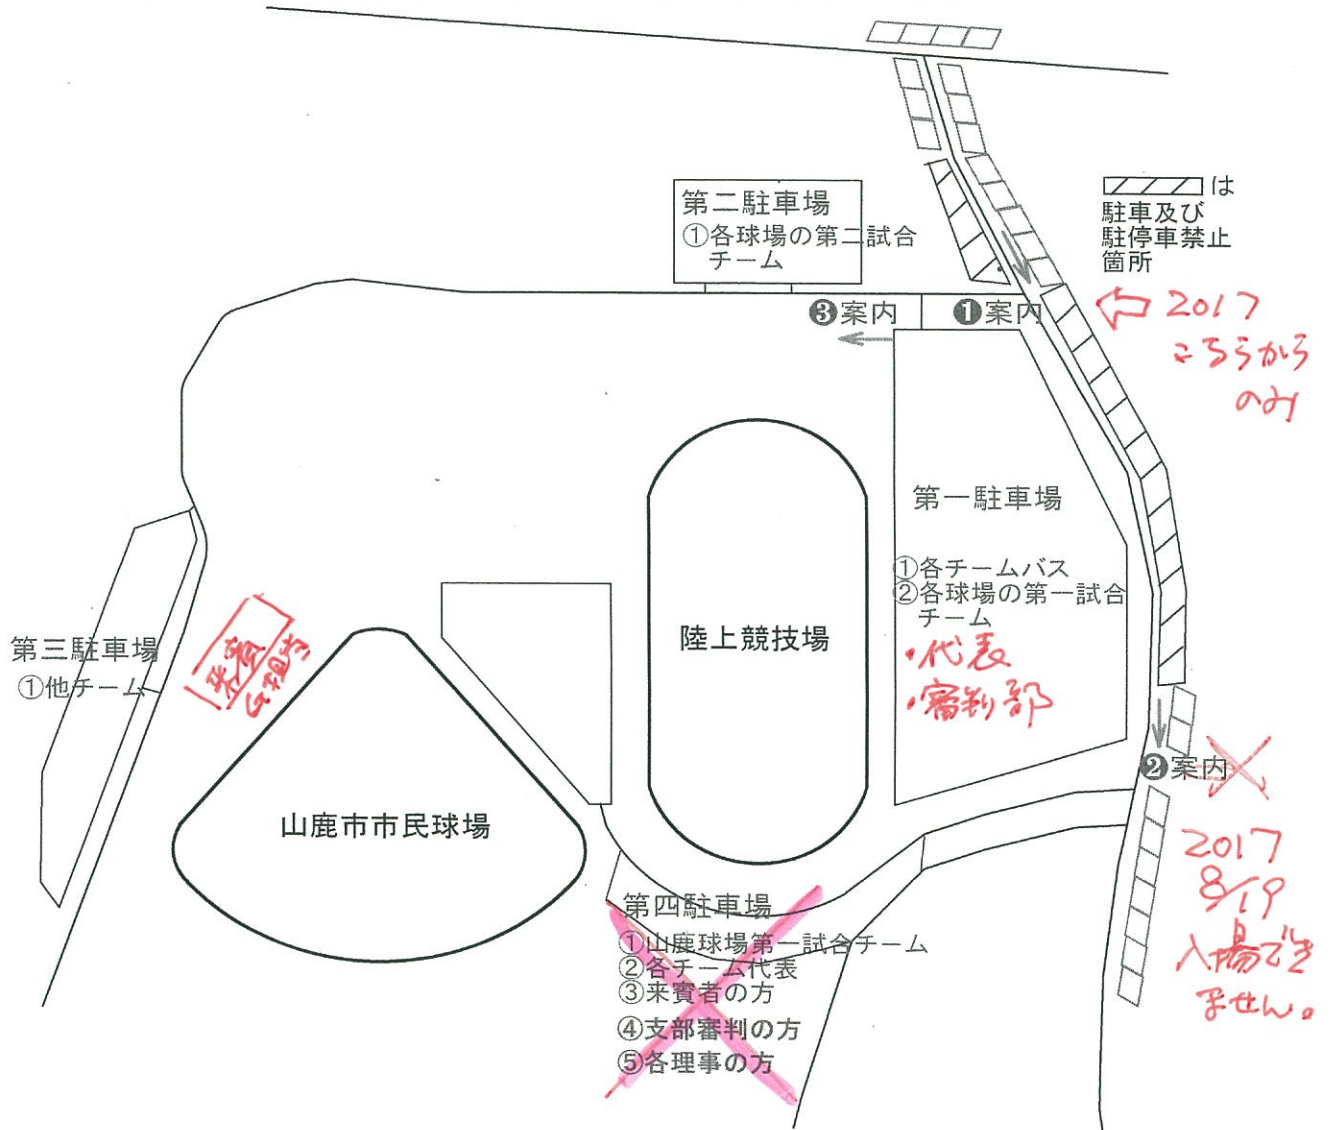 第二駐車場
①各球場の第二試合
チーム
は
駐車及び
駐停車禁止
箇所
❸案内
❶案内
2017
こちらから
のみ
第一駐車場
①各チームバス
②各球場の第一試合
チーム
・代表
・審判部
陸上競技場
第三駐車場
①他チーム
来賓
山鹿市市民球場
❷案内
2017
8/19
入場でき
ません。
第四駐車場
①山鹿球場第一試合チーム
②各チーム代表
③来賓者の方
④支部審判の方
⑤各理事の方